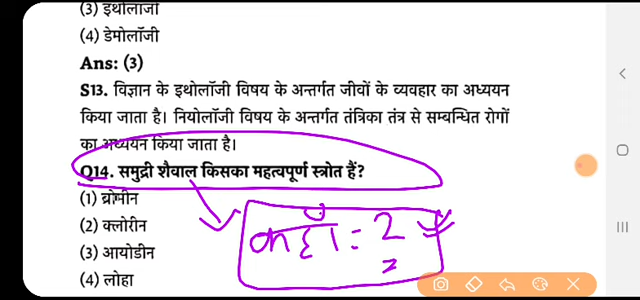 (3) इथोलॉजी
(4) डेमोलॉजी
Ans: (3)
S13. विज्ञान के इथोलॉजी विषय के अन्तर्गत जीवों के व्यवहार का अध्ययन
किया जाता है। नियोलॉजी विषय के अन्तर्गत तंत्रिका तंत्र से सम्बन्धित रोगों
का अध्ययन किया जाता है।
Q14. समुद्री शैवाल किसका महत्वपूर्ण स्त्रोत हैं?
(1) ब्रोमीन
(2) क्लोरीन
(3) आयोडीन
(4) लोहा
= 2